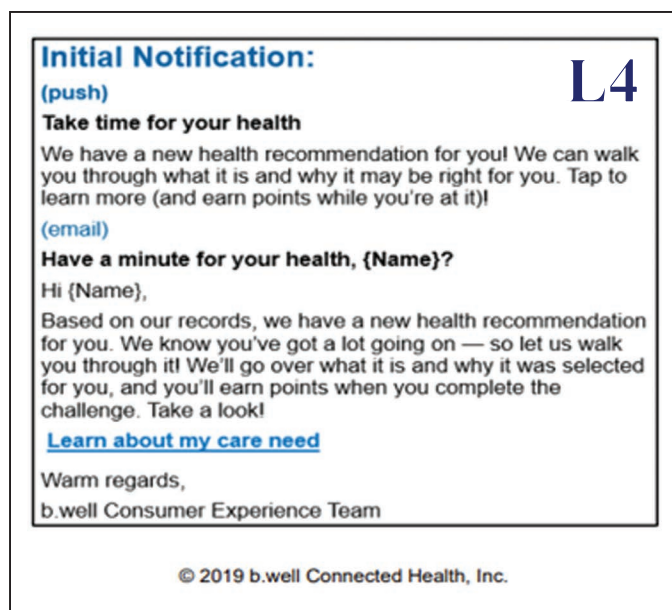 Initial Notification:
L4
(push)
Take time for your health
We have a new health recommendation for you! We can walk
you through what it is and why it may be right for you. Tap to
learn more (and earn points while you're at it)!
(email)
Have a minute for your health, {Name}?
Hi {Name},
Based on our records, we have a new health recommendation
for you. We know you've got a lot going on — so let us walk
you through it! We'll go over what it is and why it was selected
for you, and you'll earn points when you complete the
challenge. Take a look!
Learn about my care need
Warm regards,
b.well Consumer Experience Team
© 2019 b.well Connected Health, Inc.